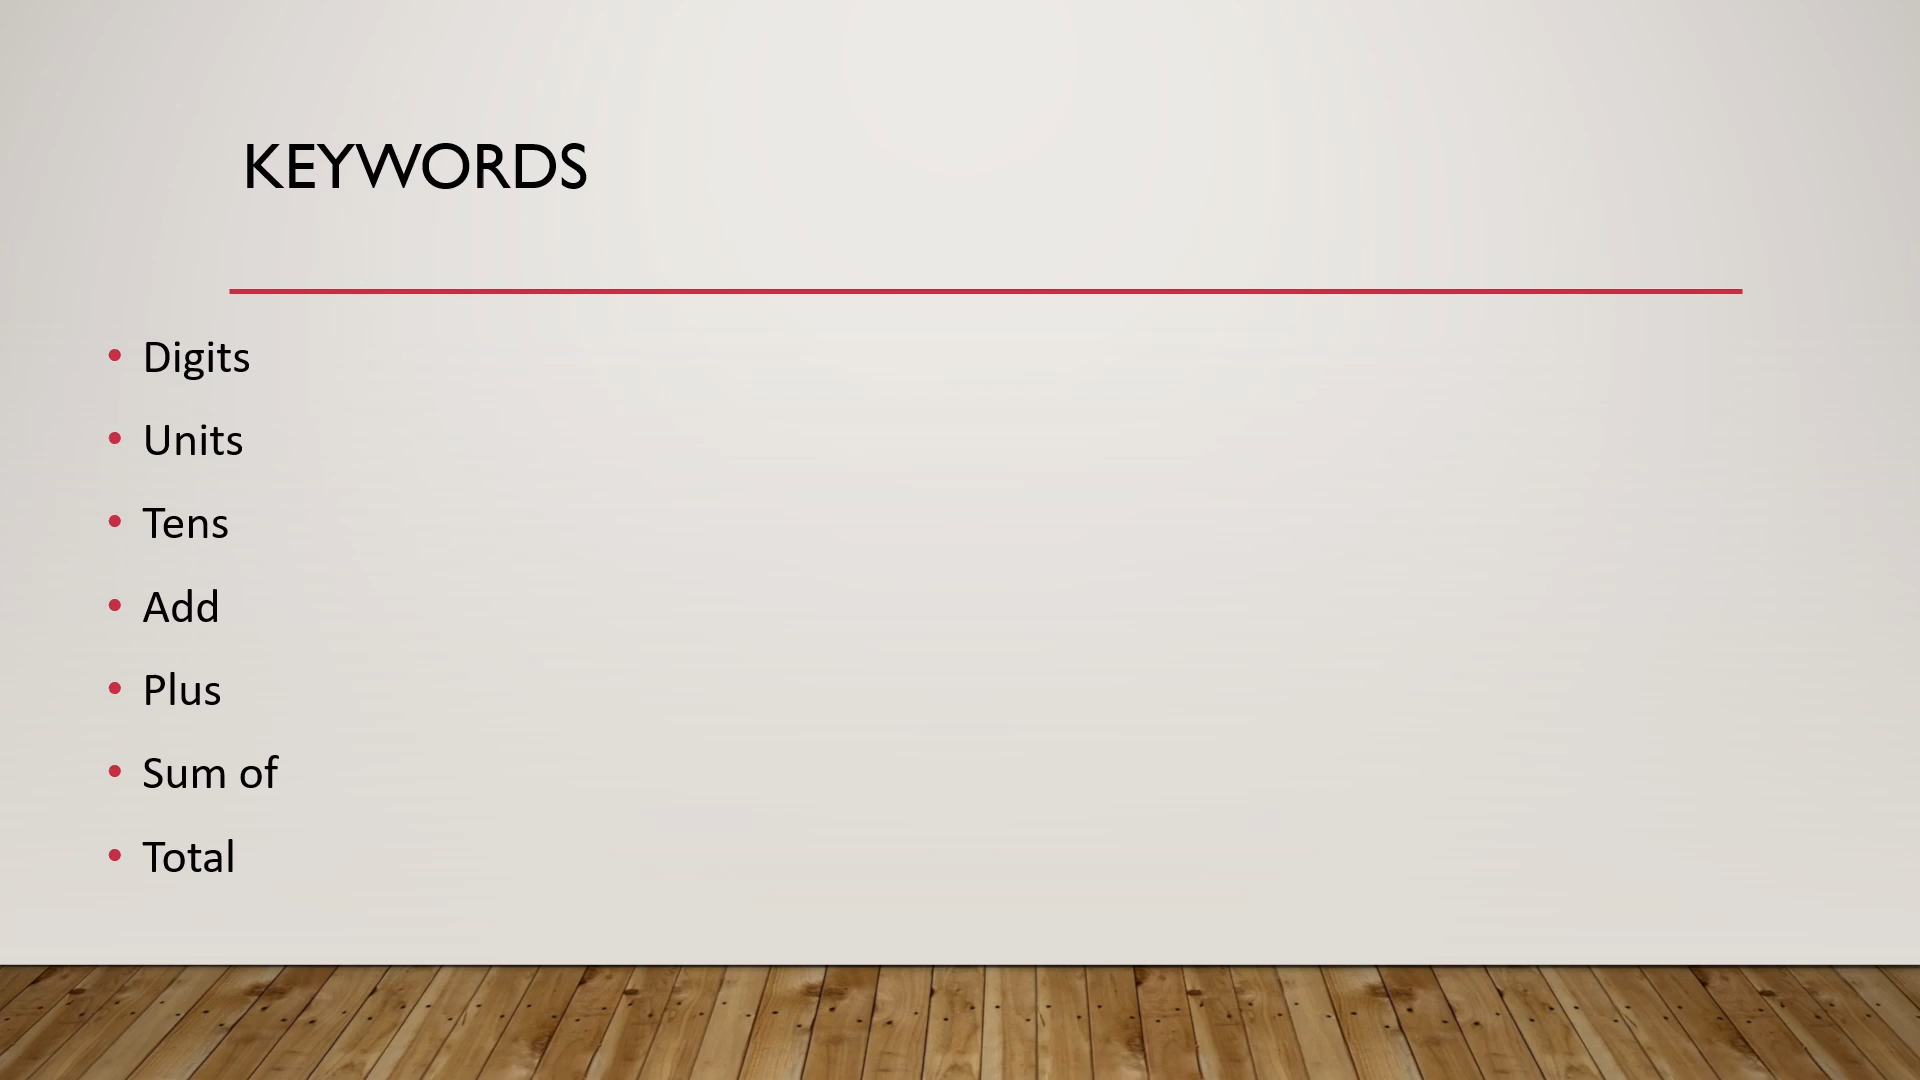 KEYWORDS
• Digits
• Units
• Tens
• Add
• Plus
• Sum of
• Total